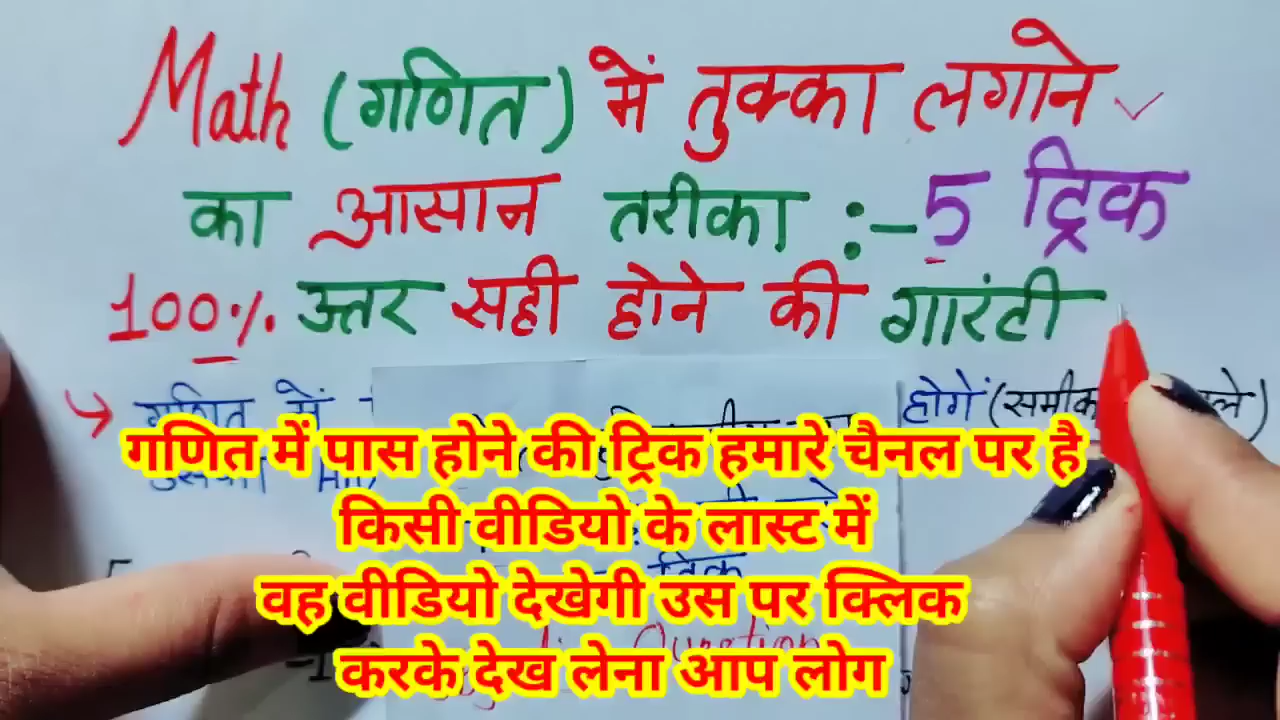 Math (गणित) में तुक्का लगाने
का आसान तरीका :- 5 ट्रिक
100% उत्तर सही होने की गारंटी
→ गणित में होगें (समीक
गणित में पास होने की ट्रिक हमारे चैनल पर है
किसी वीडियो के लास्ट में
वह वीडियो देखेगी उस पर क्लिक
करके देख लेना आप लोग